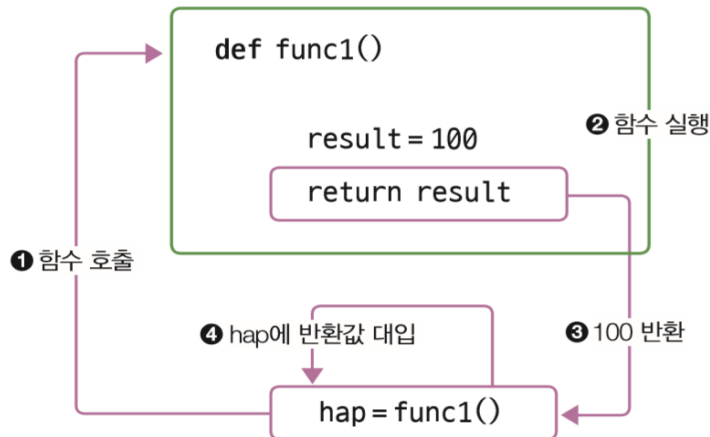 def func1()
❷ 함수 실행
result = 100
return result
❶ 함수 호출
❹ hap에 반환값 대입
❸ 100 반환
hap = func1()